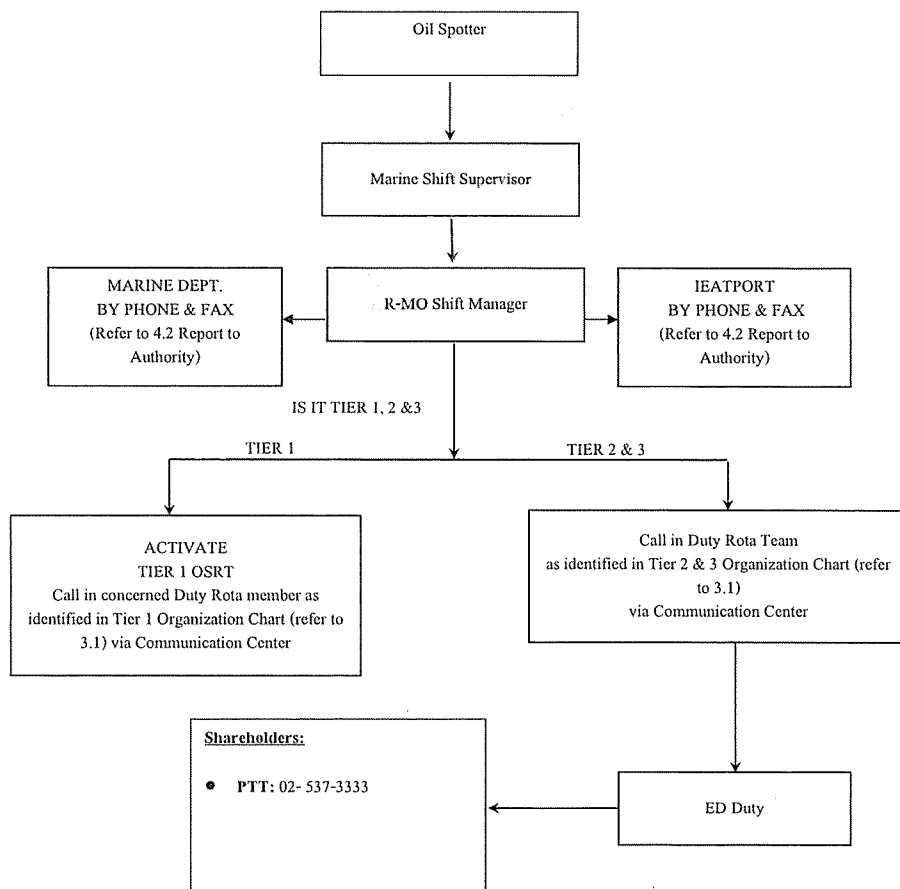 Oil Spotter
Marine Shift Supervisor
MARINE DEPT.
BY PHONE & FAX
(Refer to 4.2 Report to
Authority)
R-MO Shift Manager
IEATPORT
BY PHONE & FAX
(Refer to 4.2 Report to
Authority)
IS IT TIER 1, 2 &3
TIER 1
TIER 2 & 3
ACTIVATE
TIER 1 OSRT
Call in concerned Duty Rota member as
identified in Tier 1 Organization Chart (refer to
3.1) via Communication Center
Call in Duty Rota Team
as identified in Tier 2 & 3 Organization Chart (refer
to 3.1)
via Communication Center
Shareholders:
● PTT: 02- 537-3333
ED Duty